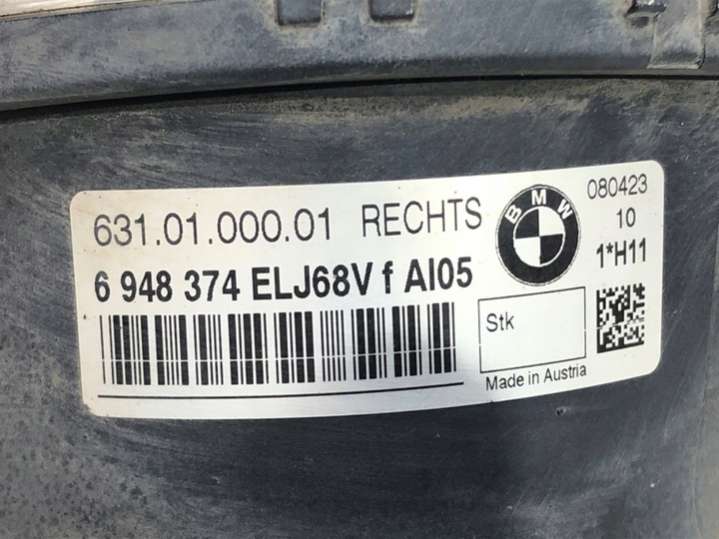 631.01.000.01 RECHTS
6 948 374 ELJ68V f AI05
BMW
080423
10
1*H11
Stk
Made in Austria